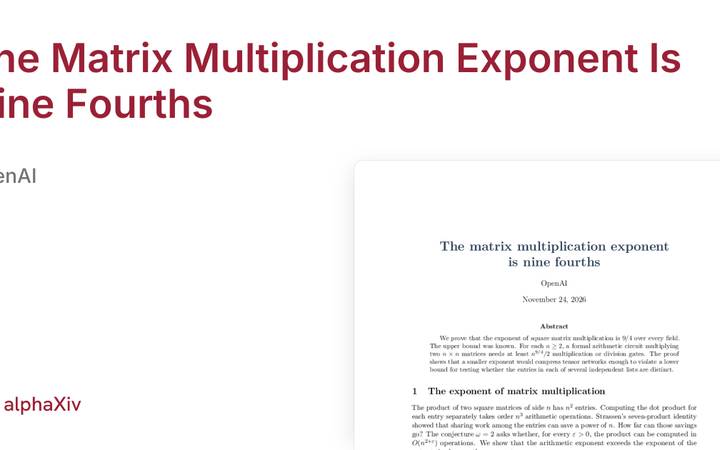 he Matrix Multiplication Exponent Is
ine Fourths
enAI
The matrix multiplication exponent
is nine fourths
OpenAI
November 24, 2026
Abstract
We prove that the exponent of square matrix multiplication is 9/4 over every field.
The upper bound was known. For each n ≥ 2, a formal arithmetic circuit multiplying
two n × n matrices needs at least n^{9/4}/2 multiplication or division gates. The proof
shows that a smaller exponent would compress tensor networks enough to violate a lower
bound for testing whether the entries in each of several independent lists are distinct.
1 The exponent of matrix multiplication
The product of two square matrices of side n has n² entries. Computing the dot product for
each entry separately takes order n³ arithmetic operations. Strassen's seven-product identity
showed that sharing work among the entries can save a power of n. How far can those savings
go? The conjecture ω = 2 asks whether, for every ε > 0, the product can be computed in
O(n^{2+ε}) operations. We show that the arithmetic exponent exceeds the exponent of the
alphaXiv